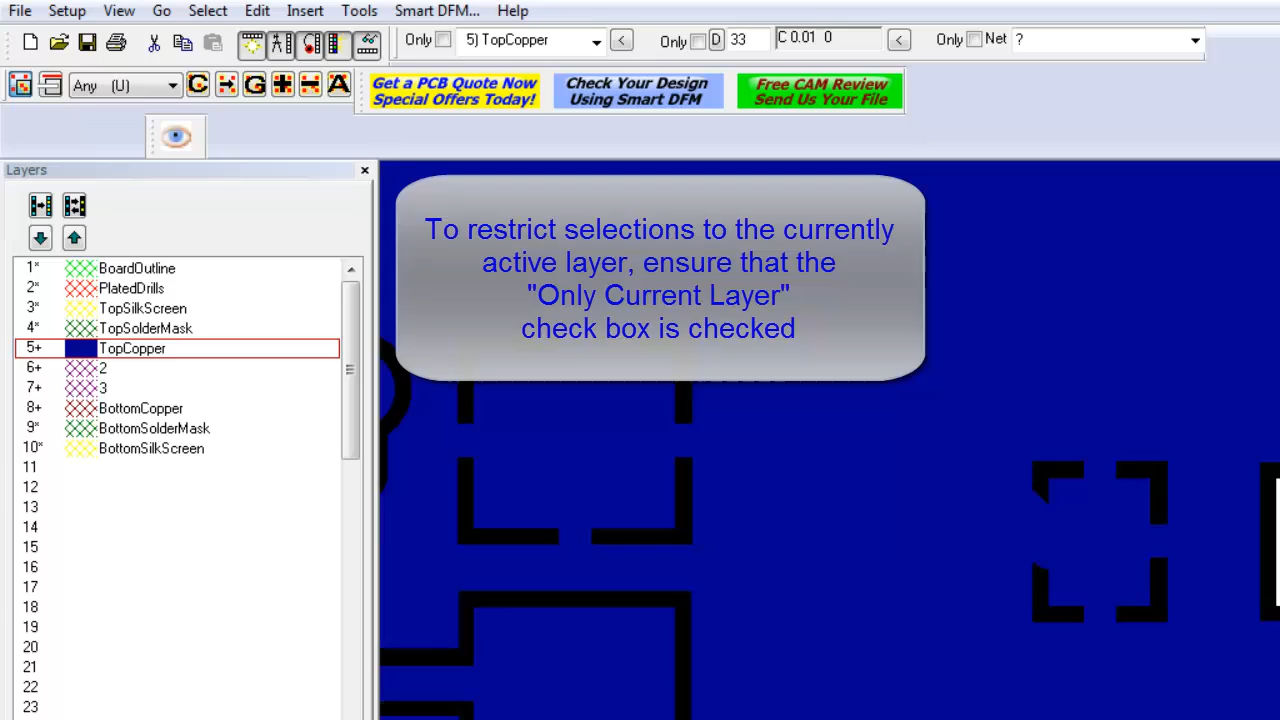 File Setup View Go Select Edit Insert Tools Smart DFM... Help
Only 5) TopCopper < Only D 33 C 0.01 0 < Only Net ?
Any (U) C G A
Get a PCB Quote Now
Special Offers Today!
Check Your Design
Using Smart DFM
Free CAM Review
Send Us Your File
Layers x
To restrict selections to the currently
active layer, ensure that the
"Only Current Layer"
check box is checked
1* BoardOutline
2* PlatedDrills
3* TopSilkScreen
4* TopSolderMask
5+ TopCopper
6+ 2
7+ 3
8+ BottomCopper
9* BottomSolderMask
10* BottomSilkScreen
11
12
13
14
15
16
17
18
19
20
21
22
23